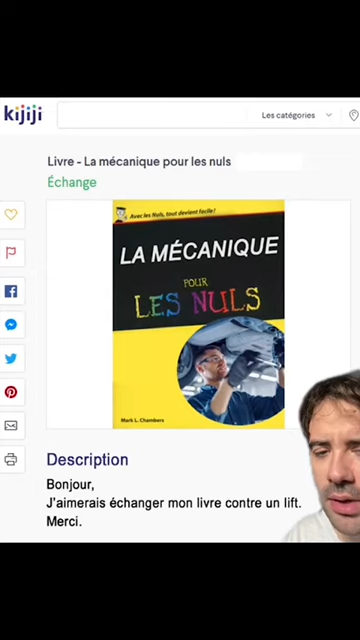 kijiji
Les catégories
Livre - La mécanique pour les nuls
Échange
Avec les Nuls, tout devient facile!
LA MÉCANIQUE
POUR
LES NULS
Mark L. Chambers
Description
Bonjour,
J'aimerais échanger mon livre contre un lift.
Merci.